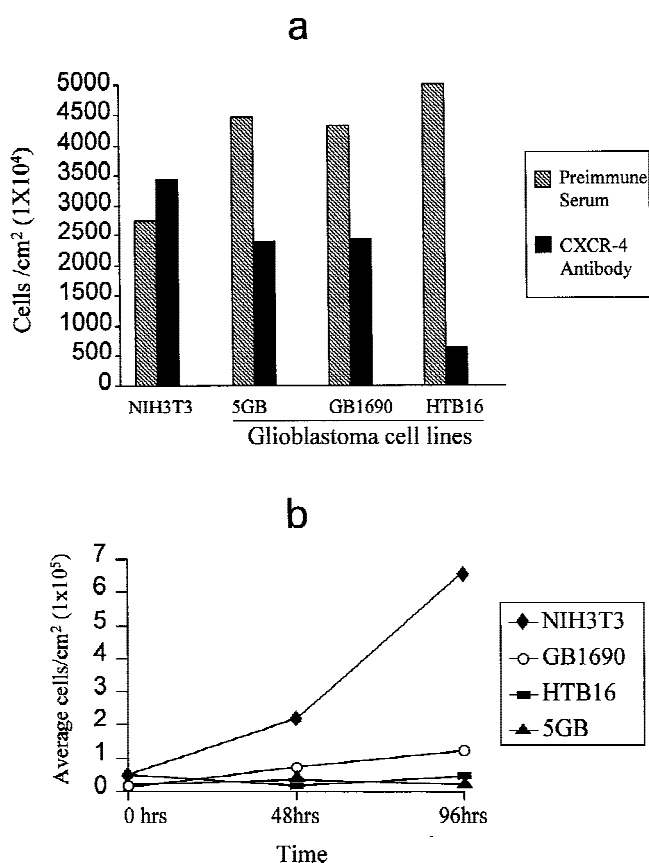 a
Cells /cm² (1X10⁴)
5000
4500
4000
3500
3000
2500
2000
1500
1000
500
0
NIH3T3 5GB GB1690 HTB16
Glioblastoma cell lines
Preimmune
Serum
CXCR-4
Antibody
b
Average cells/cm² (1x10⁵)
7
6
5
4
3
2
1
0
0 hrs 48hrs 96hrs
Time
NIH3T3
GB1690
HTB16
5GB